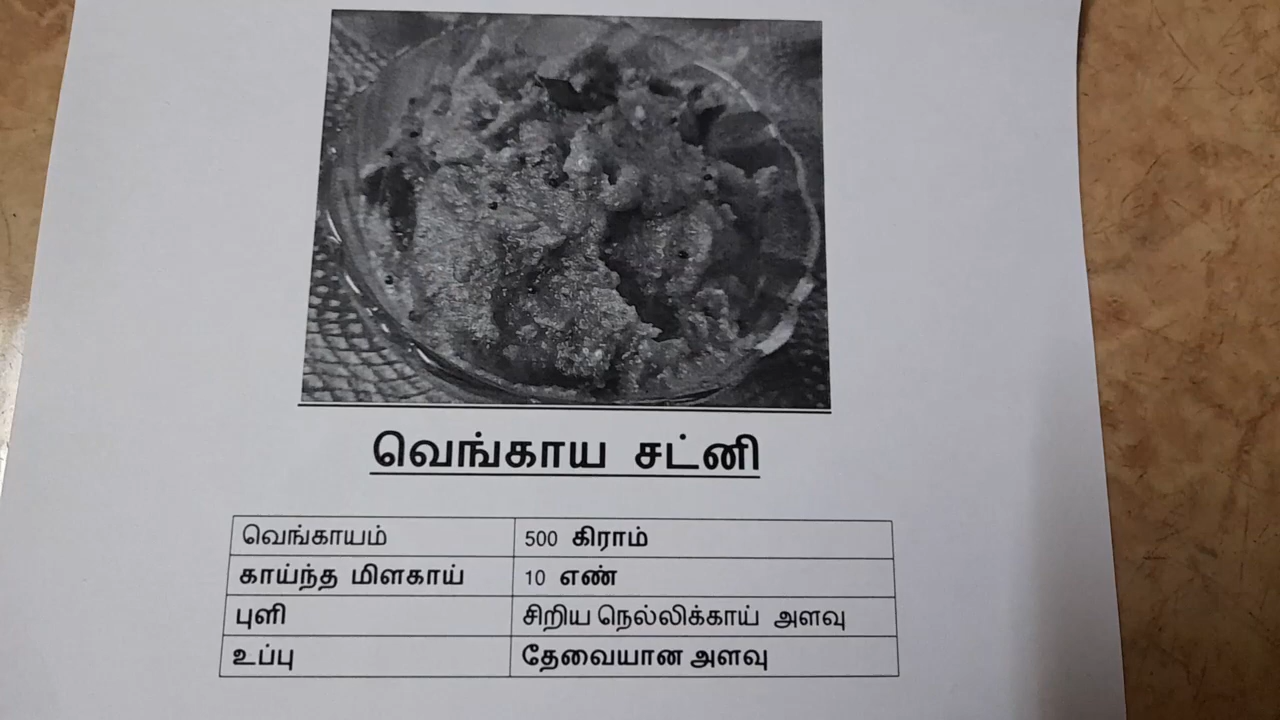 வெங்காய சட்னி
வெங்காயம் 500 கிராம்
காய்ந்த மிளகாய் 10 எண்
புளி சிறிய நெல்லிக்காய் அளவு
உப்பு தேவையான அளவு